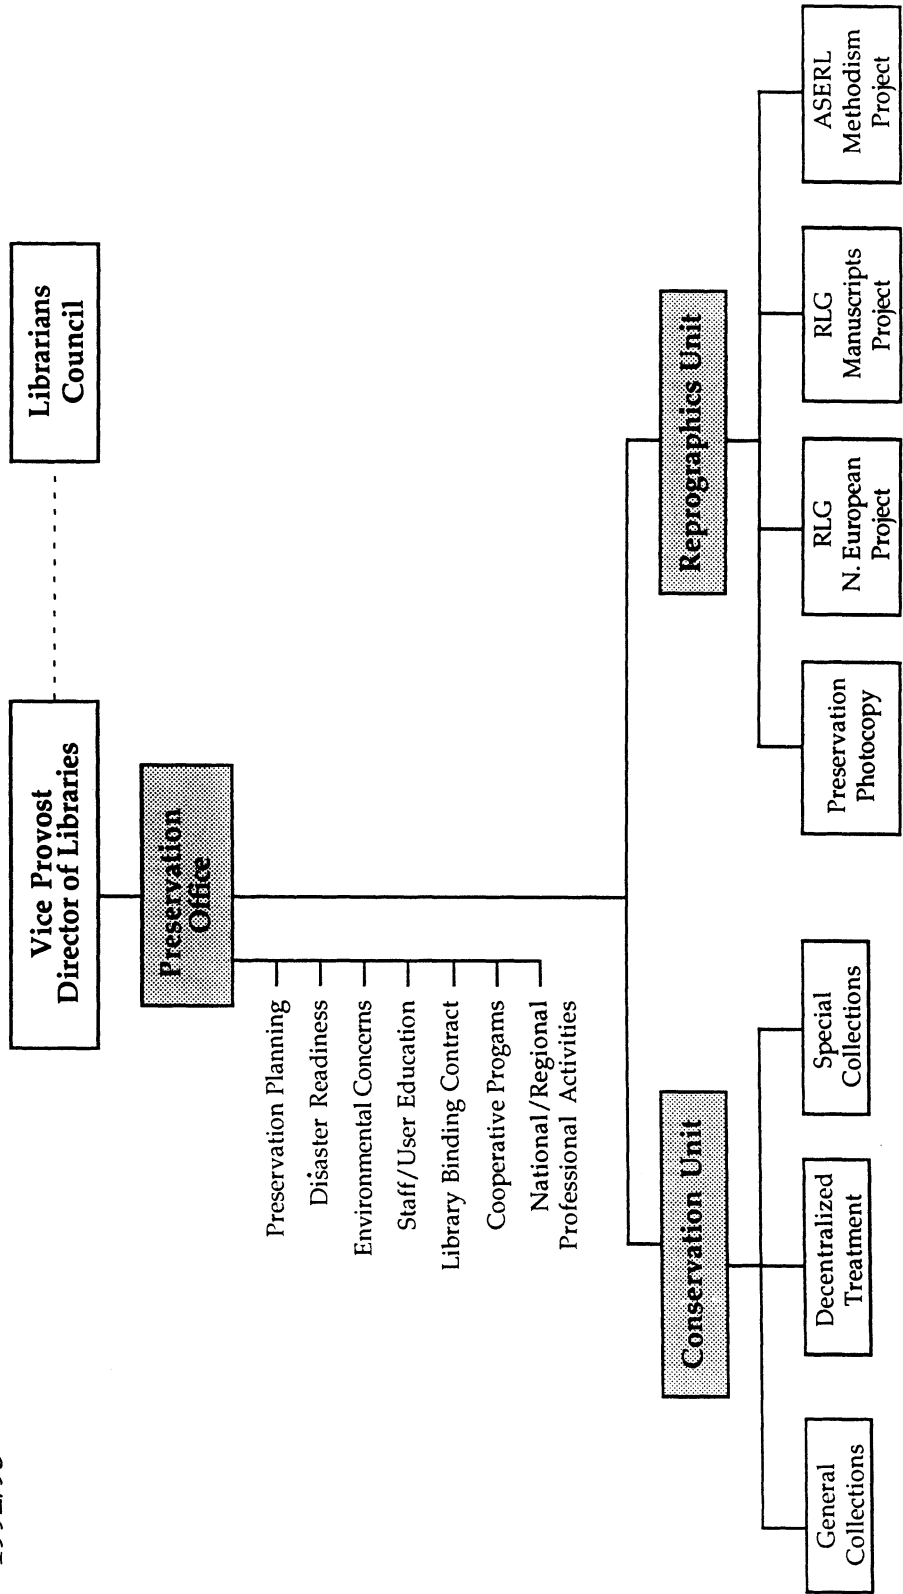 Vice Provost
Director of Libraries
Librarians
Council
Preservation
Office
Preservation Planning
Disaster Readiness
Environmental Concerns
Staff/User Education
Library Binding Contract
Cooperative Progams
National/Regional
Professional Activities
Conservation Unit
Reprographics Unit
General
Collections
Decentralized
Treatment
Special
Collections
Preservation
Photocopy
RLG
N. European
Project
RLG
Manuscripts
Project
ASERL
Methodism
Project